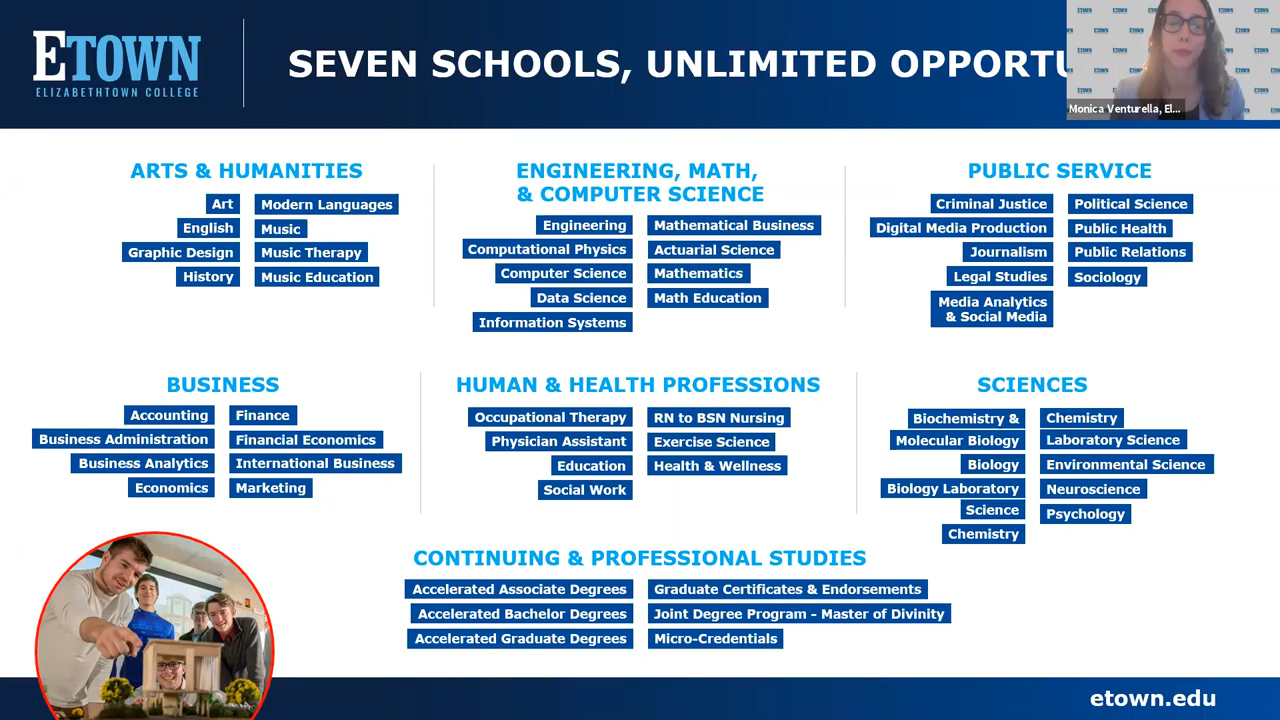 ETOWN
ELIZABETHTOWN COLLEGE
SEVEN SCHOOLS, UNLIMITED
Monica Venturella, El...
ARTS & HUMANITIES
Art
English
Graphic Design
History
Modern Languages
Music
Music Therapy
Music Education
ENGINEERING, MATH,
& COMPUTER SCIENCE
Engineering
Computational Physics
Computer Science
Data Science
Information Systems
Mathematical Business
Actuarial Science
Mathematics
Math Education
PUBLIC SERVICE
Criminal Justice
Digital Media Production
Journalism
Legal Studies
Media Analytics
& Social Media
Political Science
Public Health
Public Relations
Sociology
BUSINESS
Accounting
Business Administration
Business Analytics
Economics
Finance
Financial Economics
International Business
Marketing
HUMAN & HEALTH PROFESSIONS
Occupational Therapy
Physician Assistant
Education
Social Work
RN to BSN Nursing
Exercise Science
Health & Wellness
SCIENCES
Biochemistry &
Molecular Biology
Biology
Biology Laboratory
Science
Chemistry
Chemistry
Laboratory Science
Environmental Science
Neuroscience
Psychology
CONTINUING & PROFESSIONAL STUDIES
Accelerated Associate Degrees
Accelerated Bachelor Degrees
Accelerated Graduate Degrees
Graduate Certificates & Endorsements
Joint Degree Program – Master of Divinity
Micro-Credentials
etown.edu